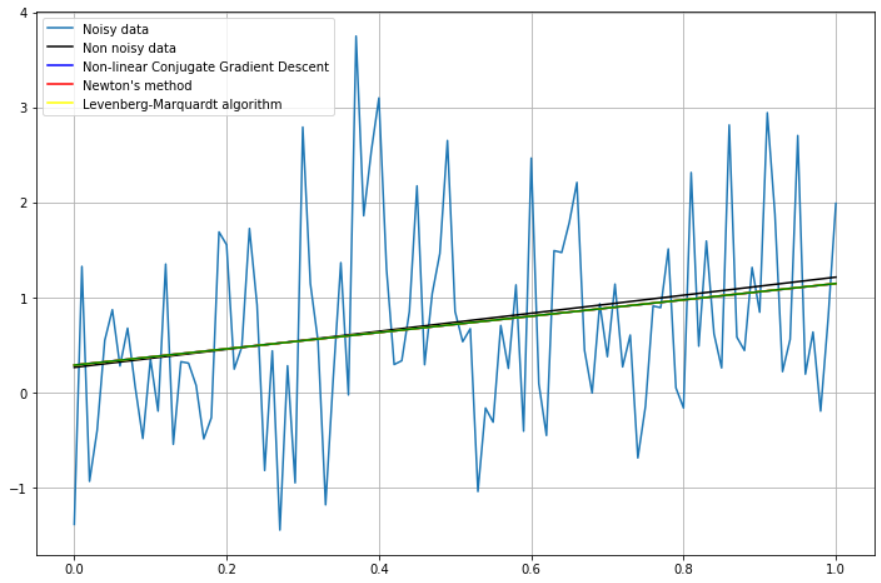 Noisy data
Non noisy data
Non-linear Conjugate Gradient Descent
Newton's method
Levenberg-Marquardt algorithm
4
3
2
1
0
−1
0.0 0.2 0.4 0.6 0.8 1.0